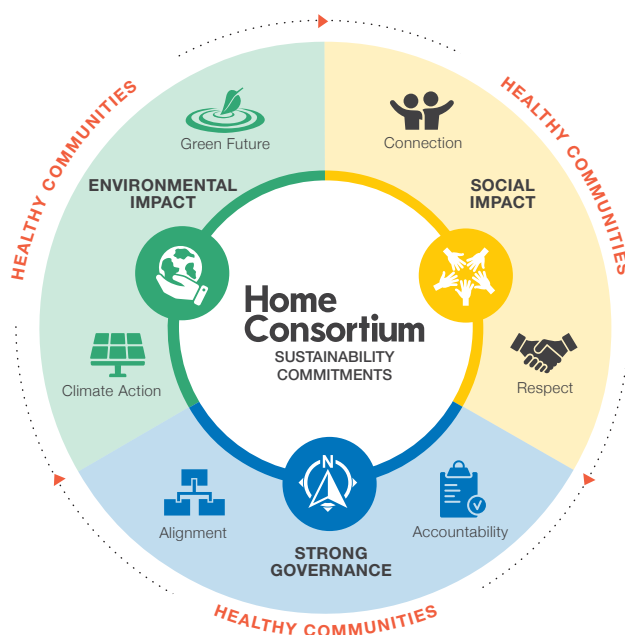 HEALTHY COMMUNITIES
HEALTHY COMMUNITIES
Green Future
Connection
ENVIRONMENTAL
IMPACT
SOCIAL
IMPACT
Home
Consortium
SUSTAINABILITY
COMMITMENTS
Climate Action
Respect
N
Alignment
Accountability
STRONG
GOVERNANCE
HEALTHY COMMUNITIES